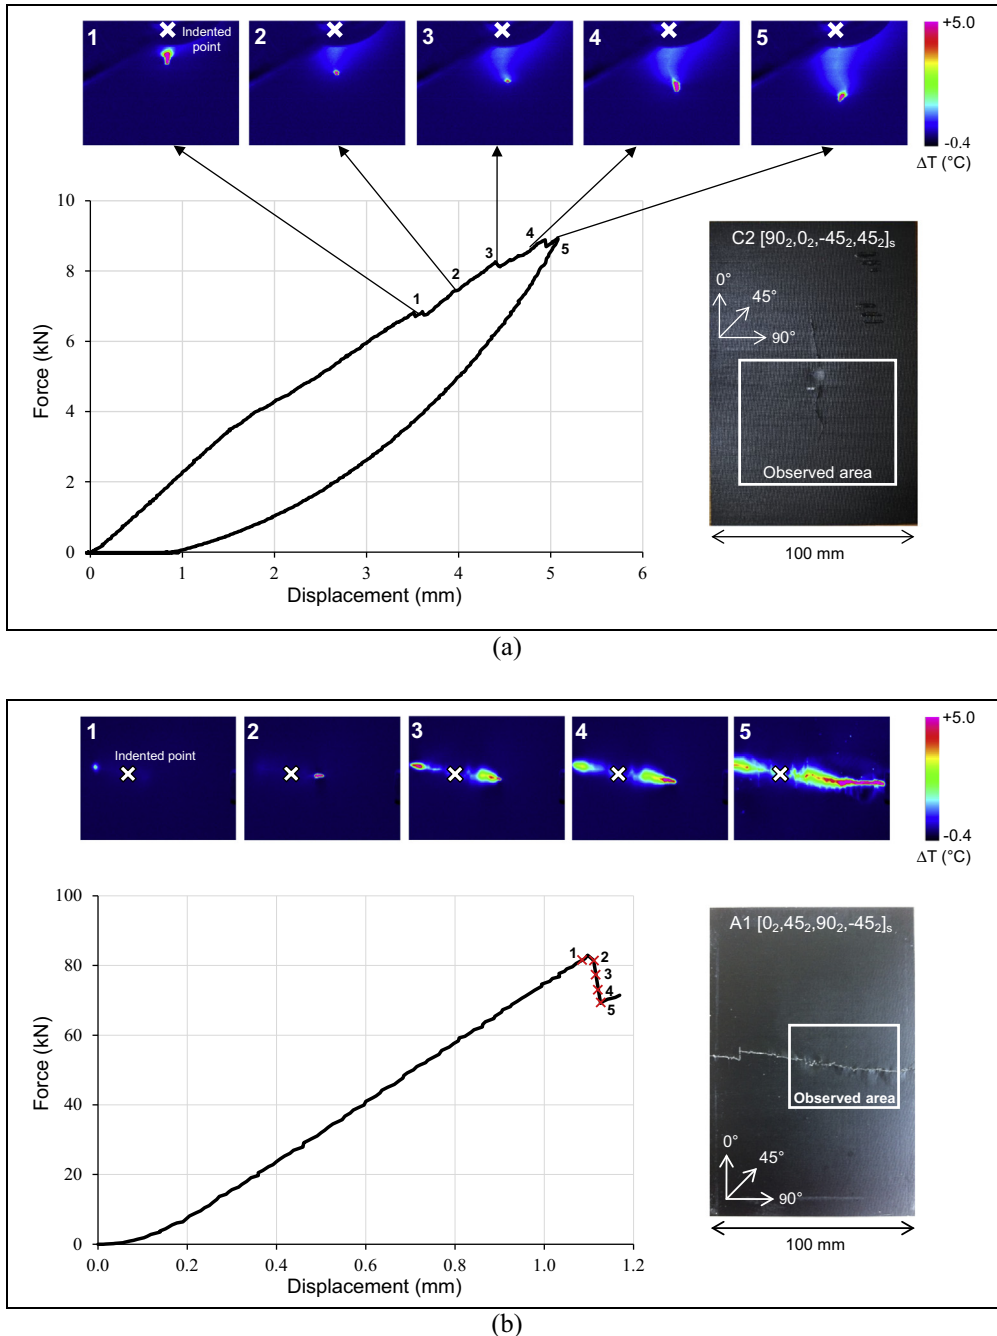 1 Indented point
2
3
4
5
+5.0
-0.4
ΔT (°C)
10
8
6
4
2
0
Force (kN)
1
2
3
4
5
0 1 2 3 4 5 6
Displacement (mm)
C2 [90₂,0₂,-45₂,45₂]ₛ
0°
45°
90°
Observed area
100 mm
(a)
1 Indented point
2
3
4
5
+5.0
-0.4
ΔT (°C)
100
80
60
40
20
0
Force (kN)
1
2
3
4
5
0.0 0.2 0.4 0.6 0.8 1.0 1.2
Displacement (mm)
A1 [0₂,45₂,90₂,-45₂]ₛ
Observed area
0°
45°
90°
100 mm
(b)